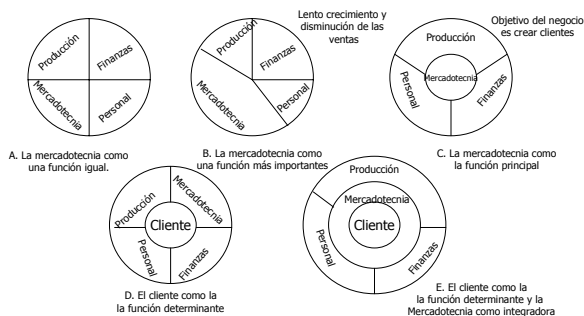 Producción
Finanzas
Mercadotecnia
Personal
A. La mercadotecnia como
una función igual.
Lento crecimiento y
disminución de las
ventas
Producción
Finanzas
Mercadotecnia
Personal
B. La mercadotecnia como
una función más importantes
Objetivo del negocio
es crear clientes
Producción
Mercadotecnia
Personal
Finanzas
C. La mercadotecnia como
la función principal
Producción
Mercadotecnia
Cliente
Personal
Finanzas
D. El cliente como la
la función determinante
Producción
Mercadotecnia
Cliente
Personal
Finanzas
E. El cliente como la
la función determinante y la
Mercadotecnia como integradora